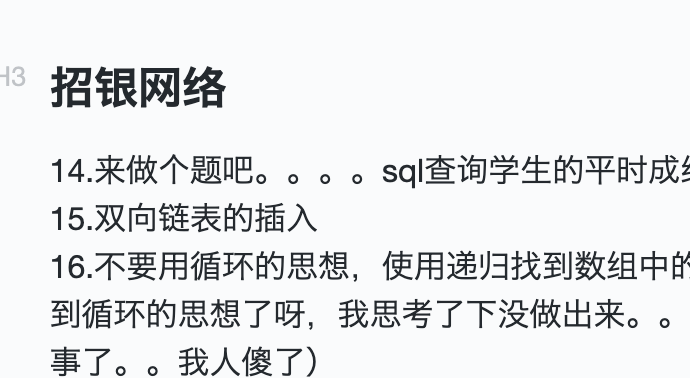 H3
招银网络
14.来做个题吧。。。。sql查询学生的平时成
15.双向链表的插入
16.不要用循环的思想，使用递归找到数组中的
到循环的思想了呀，我思考了下没做出来。。
事了。。我人傻了）